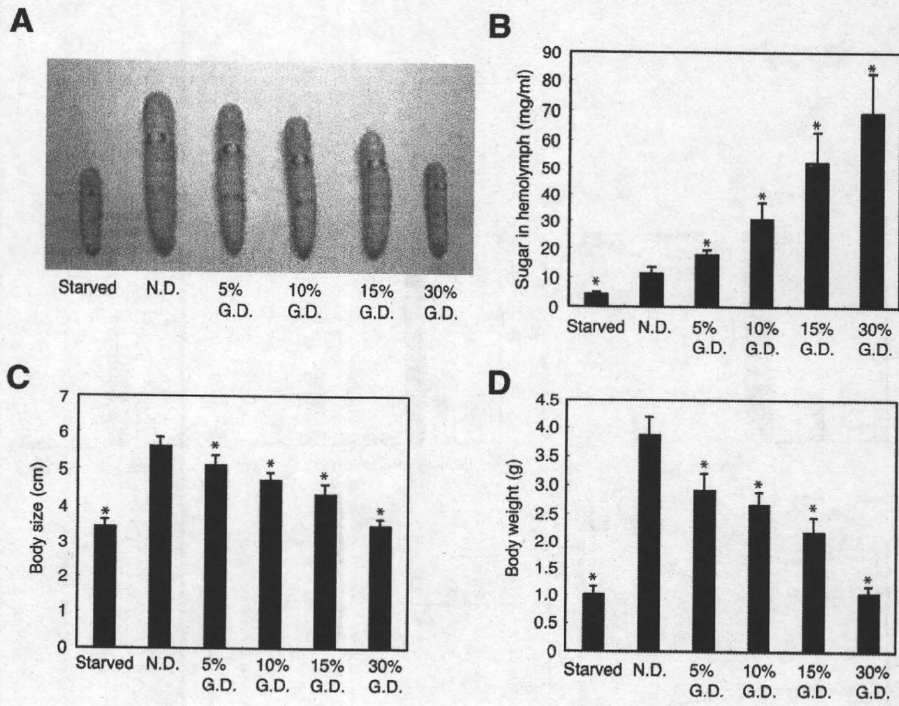 A
Starved N.D. 5% 10% 15% 30%
G.D. G.D. G.D. G.D.
B
Sugar in hemolymph (mg/ml)
90
80
70
60
50
40
30
20
10
0
* * * * *
Starved N.D. 5% 10% 15% 30%
G.D. G.D. G.D. G.D.
C
Body size (cm)
7
6
5
4
3
2
1
0
* * * * *
Starved N.D. 5% 10% 15% 30%
G.D. G.D. G.D. G.D.
D
Body weight (g)
4.5
4.0
3.0
2.5
2.0
1.5
1.0
0.5
0
* * * * *
Starved N.D. 5% 10% 15% 30%
G.D. G.D. G.D. G.D.